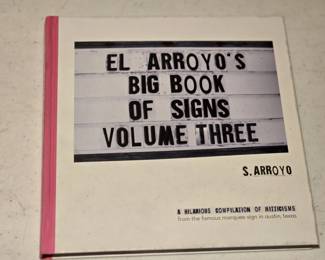 EL ARROYO'S
BIG BOOK
OF SIGNS
VOLUME THREE
S. ARROYO
A HILARIOUS COMPILATION OF WITTICISMS
from the famous marquee sign in austin, texas